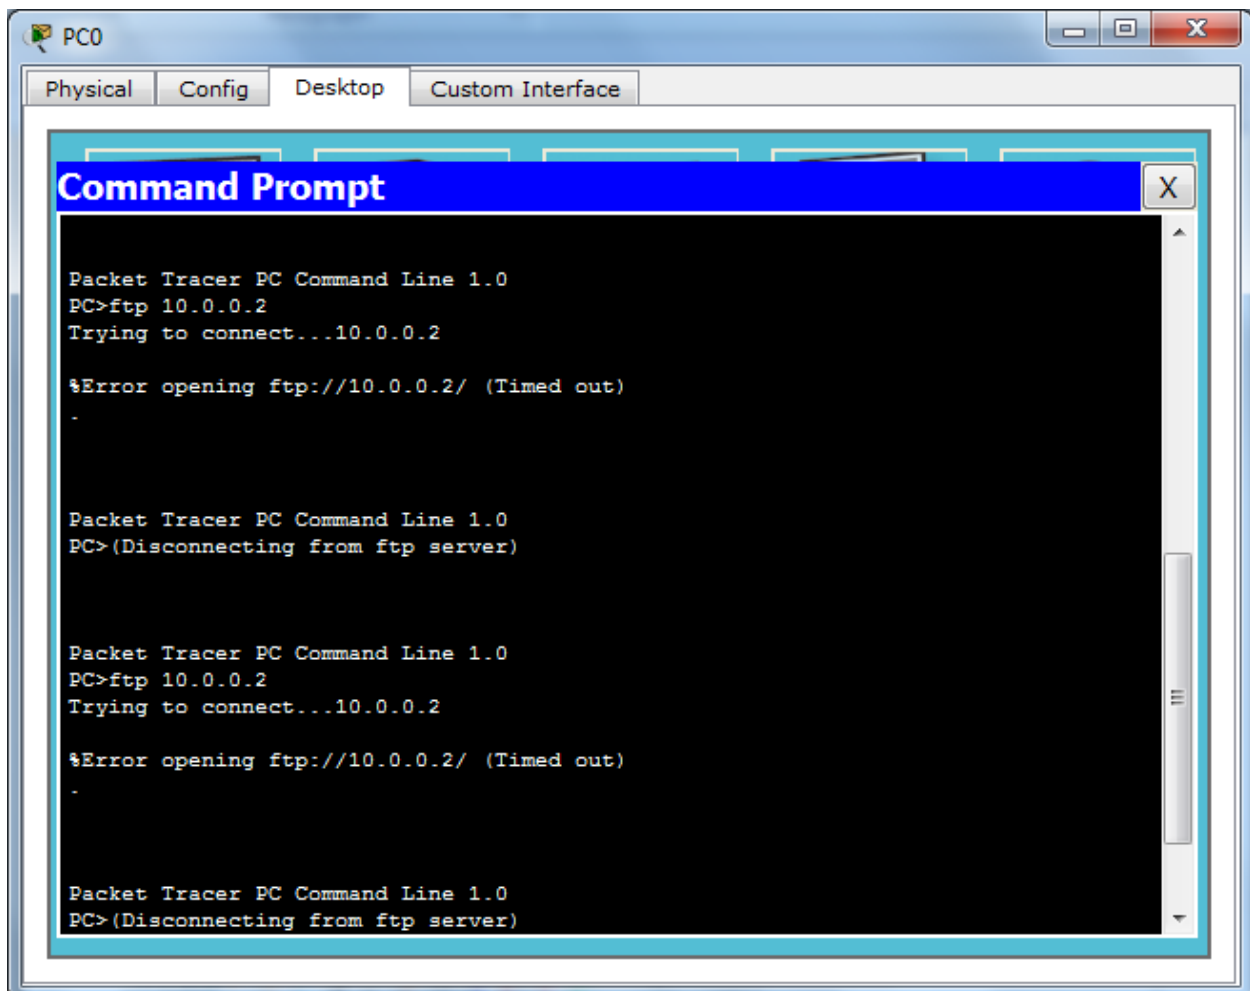 PC0
Physical Config Desktop Custom Interface
Command Prompt X
Packet Tracer PC Command Line 1.0
PC>ftp 10.0.0.2
Trying to connect...10.0.0.2
%Error opening ftp://10.0.0.2/ (Timed out)
-
Packet Tracer PC Command Line 1.0
PC>(Disconnecting from ftp server)
Packet Tracer PC Command Line 1.0
PC>ftp 10.0.0.2
Trying to connect...10.0.0.2
%Error opening ftp://10.0.0.2/ (Timed out)
-
Packet Tracer PC Command Line 1.0
PC>(Disconnecting from ftp server)